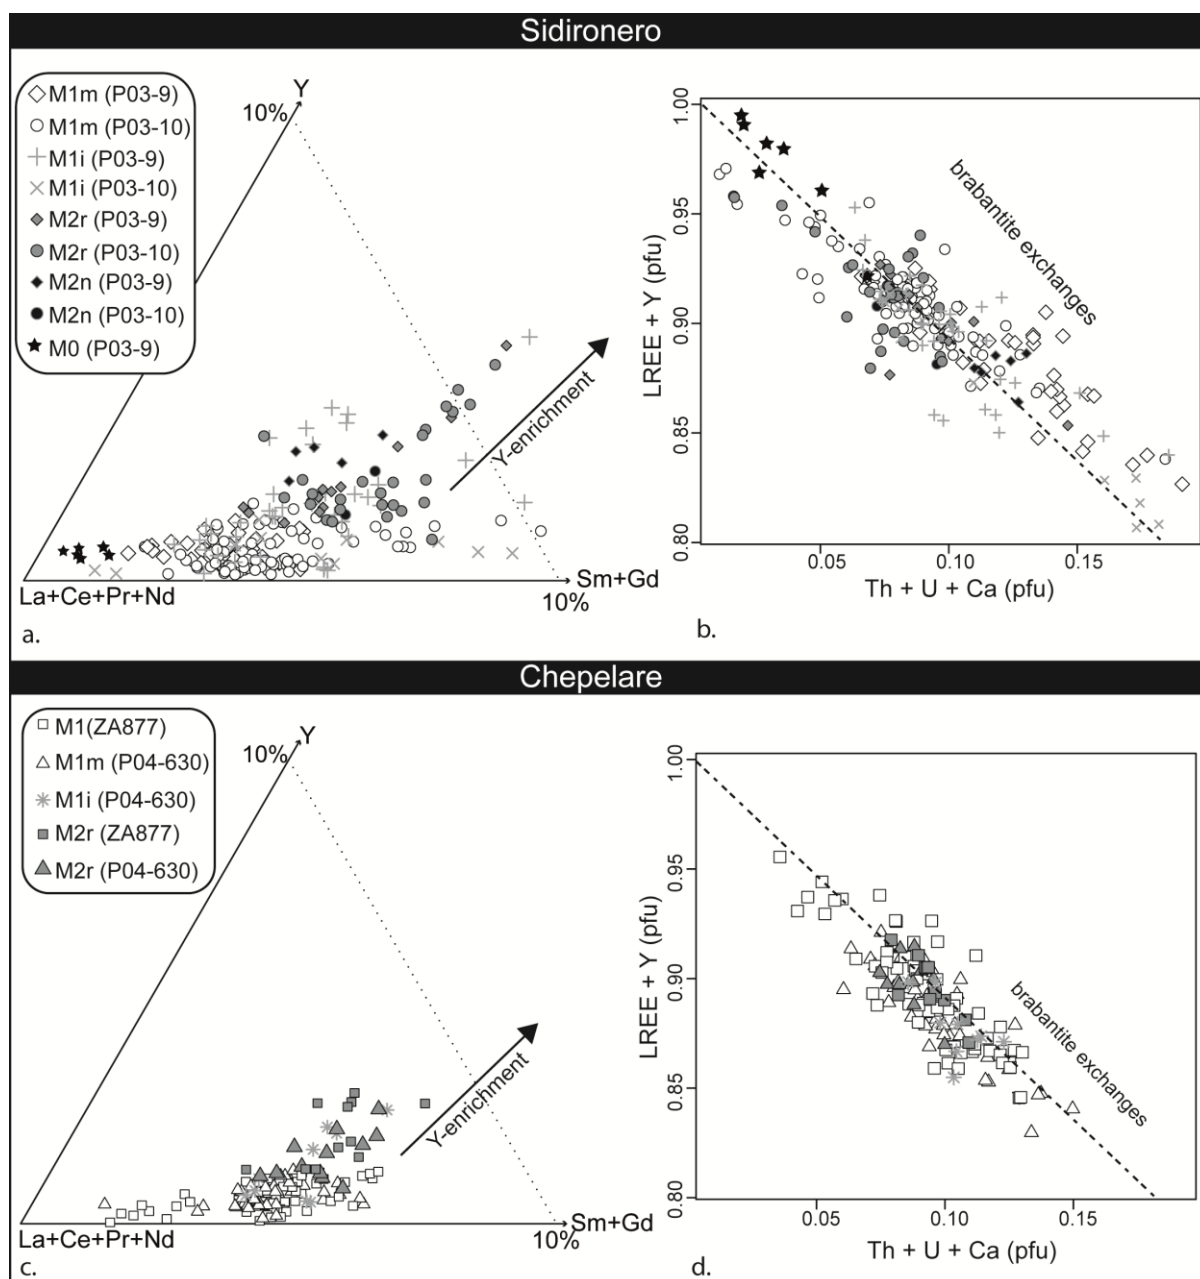 Sidironero
M1m (P03-9)
M1m (P03-10)
M1i (P03-9)
M1i (P03-10)
M2r (P03-9)
M2r (P03-10)
M2n (P03-9)
M2n (P03-10)
M0 (P03-9)
Y
10%
Y-enrichment
La+Ce+Pr+Nd
Sm+Gd
10%
a.
1.00
0.95
0.90
0.85
0.80
LREE + Y (pfu)
brabantite exchanges
0.05
0.10
0.15
Th + U + Ca (pfu)
b.
Chepelare
M1(ZA877)
M1m (P04-630)
M1i (P04-630)
M2r (ZA877)
M2r (P04-630)
Y
10%
Y-enrichment
La+Ce+Pr+Nd
Sm+Gd
10%
c.
1.00
0.95
0.90
0.85
0.80
LREE + Y (pfu)
brabantite exchanges
0.05
0.10
0.15
Th + U + Ca (pfu)
d.